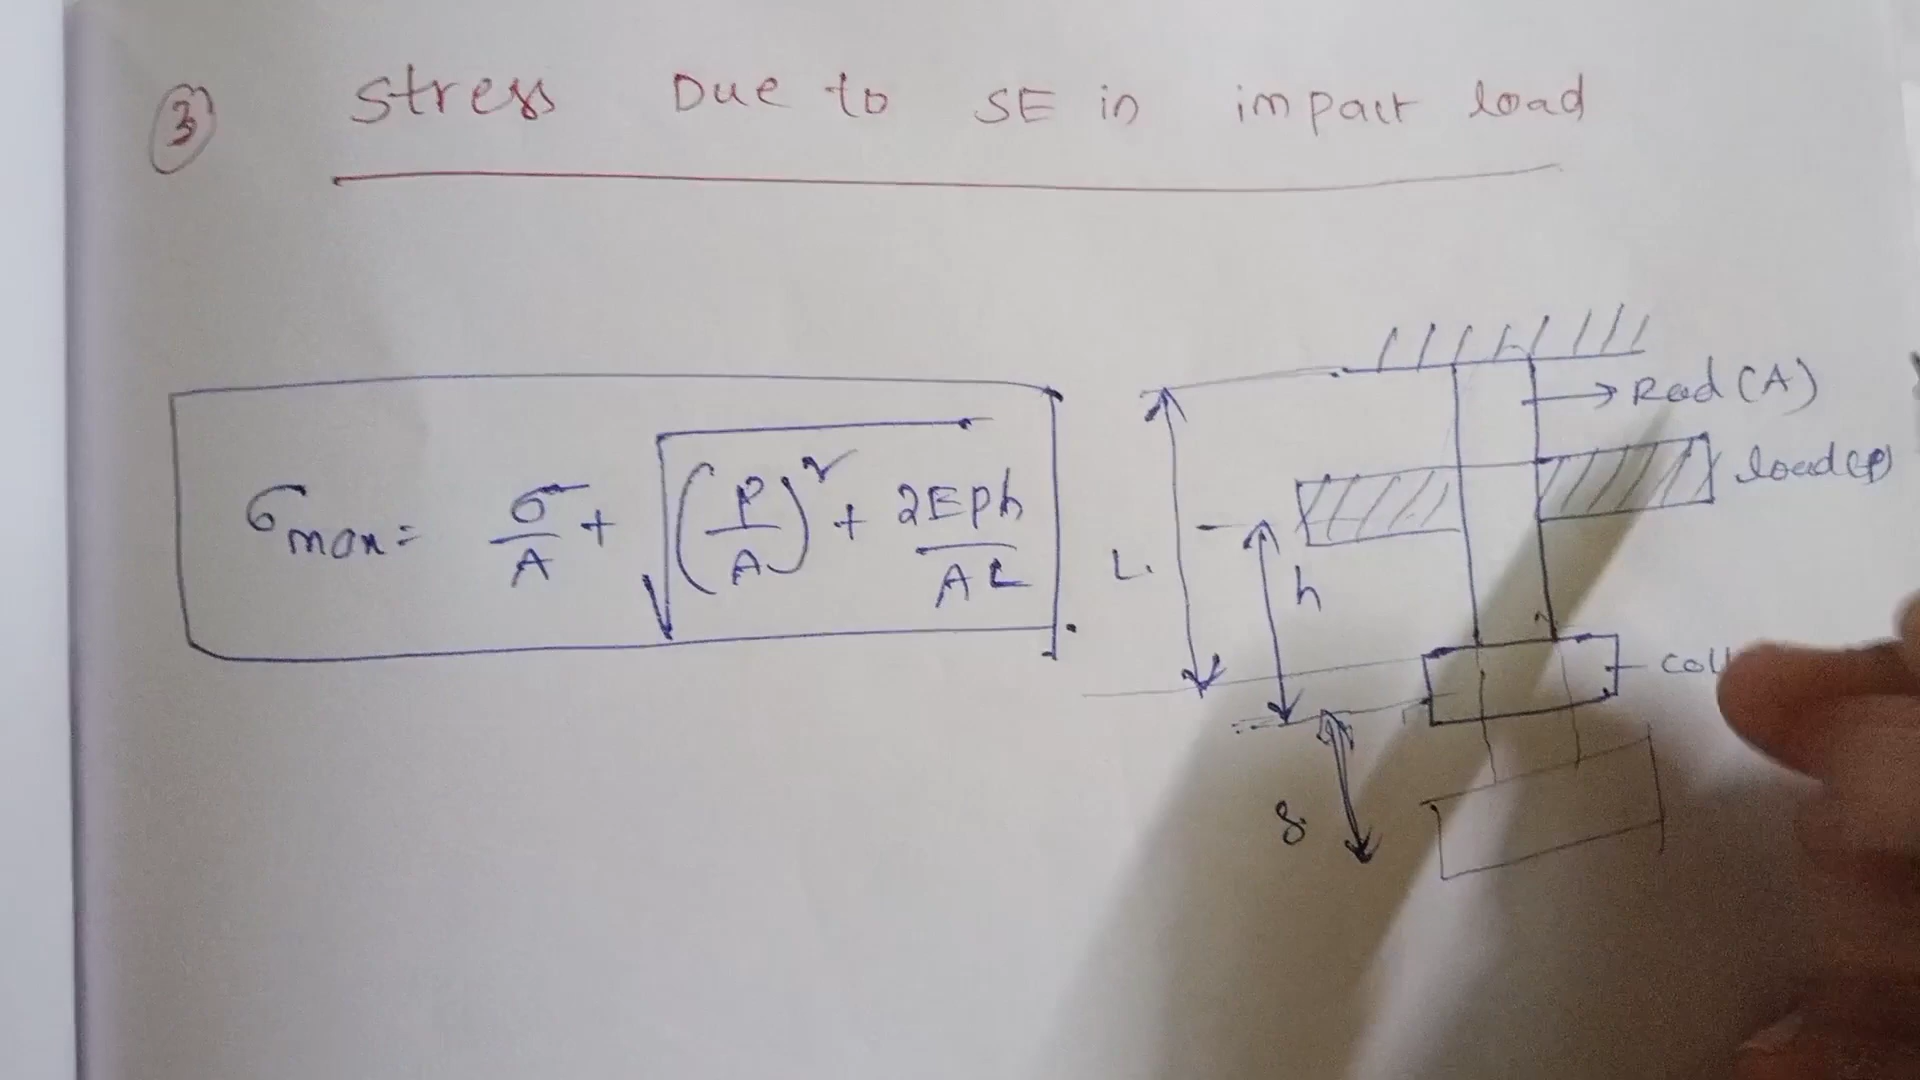 3 Stress Due to SE in impact load
σmax = σ/A + √((P/A)² + 2EPh/AL)
Rod (A)
load (P)
L.
h
coll
δ